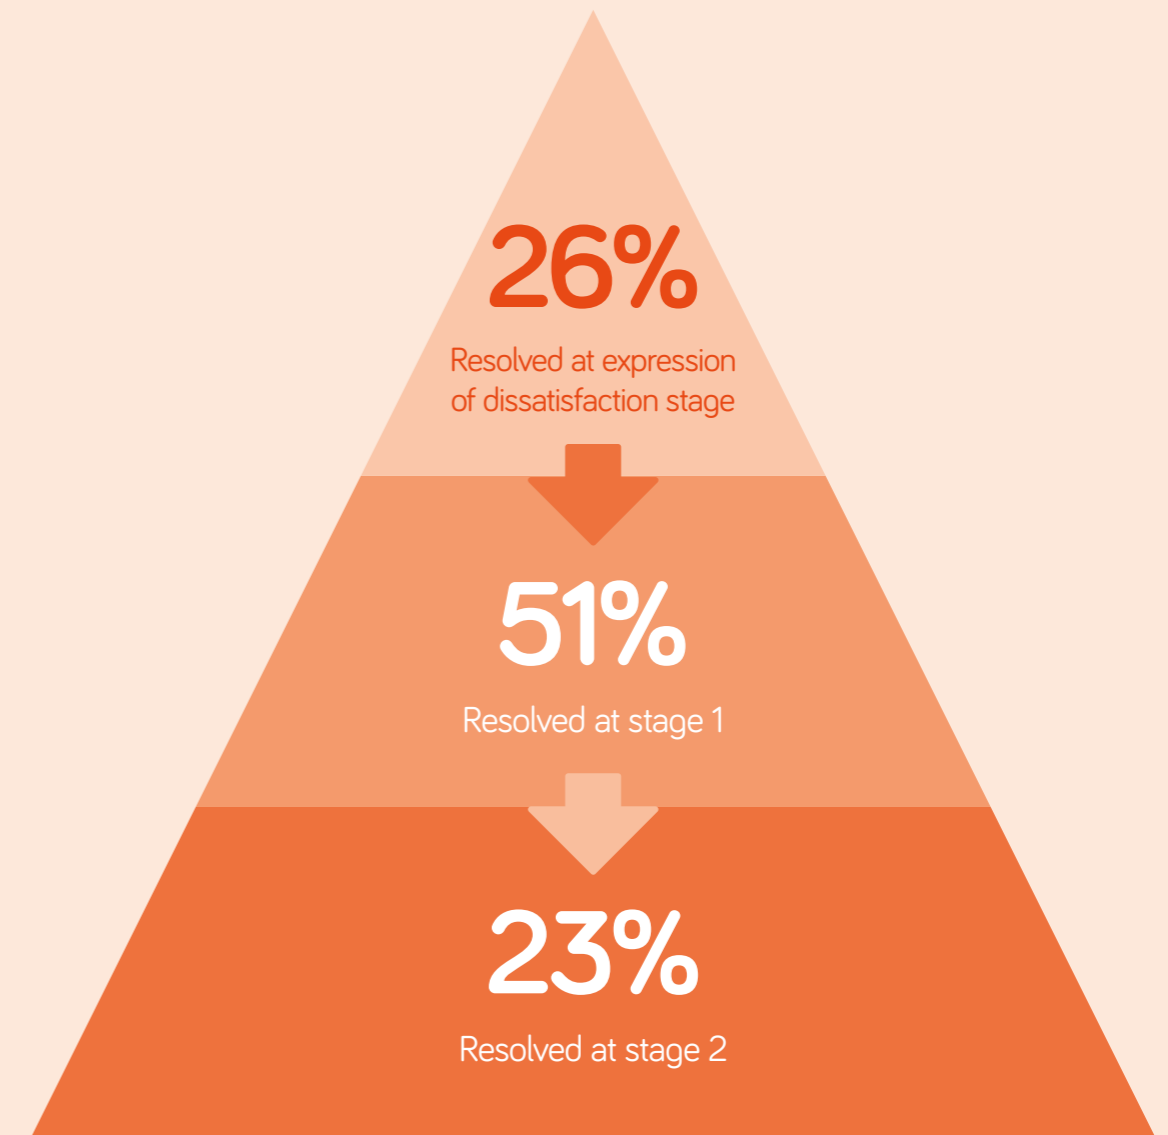 26%
Resolved at expression
of dissatisfaction stage
51%
Resolved at stage 1
23%
Resolved at stage 2